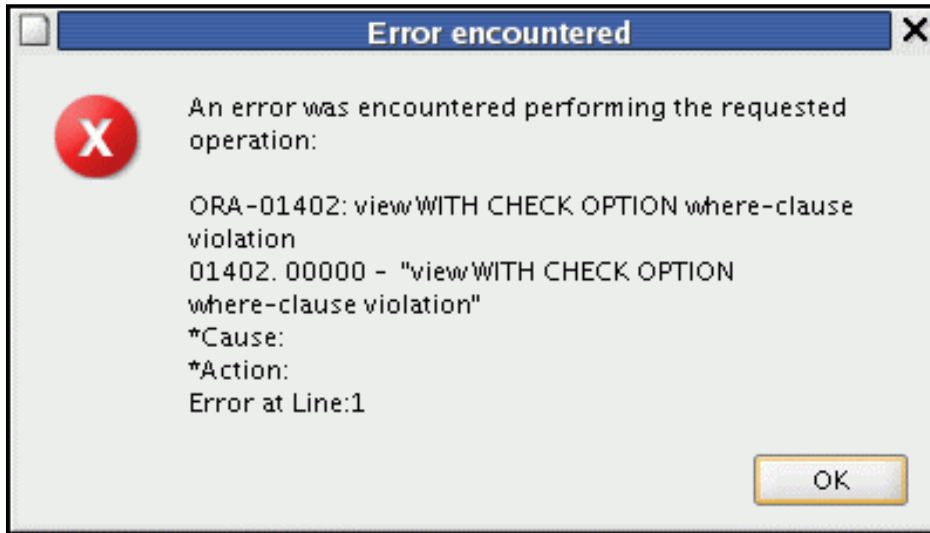 Error encountered
An error was encountered performing the requested
operation:
ORA-01402: view WITH CHECK OPTION where-clause
violation
01402. 00000 - "view WITH CHECK OPTION
where-clause violation"
*Cause:
*Action:
Error at Line:1
OK